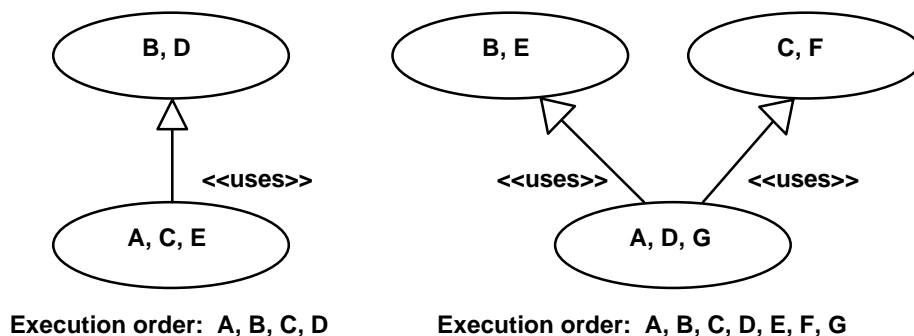 B, D
B, E
C, F
<<uses>>
<<uses>>
<<uses>>
A, C, E
A, D, G
Execution order: A, B, C, D
Execution order: A, B, C, D, E, F, G